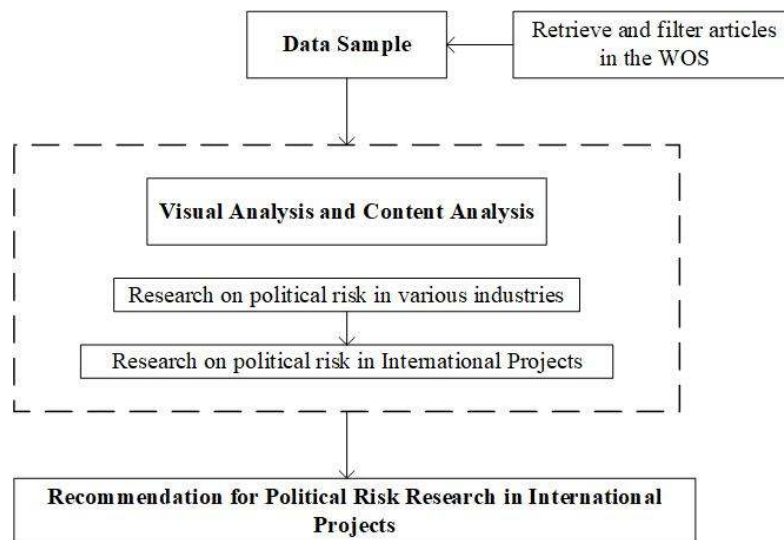 Data Sample
Retrieve and filter articles
in the WOS
Visual Analysis and Content Analysis
Research on political risk in various industries
Research on political risk in International Projects
Recommendation for Political Risk Research in International
Projects